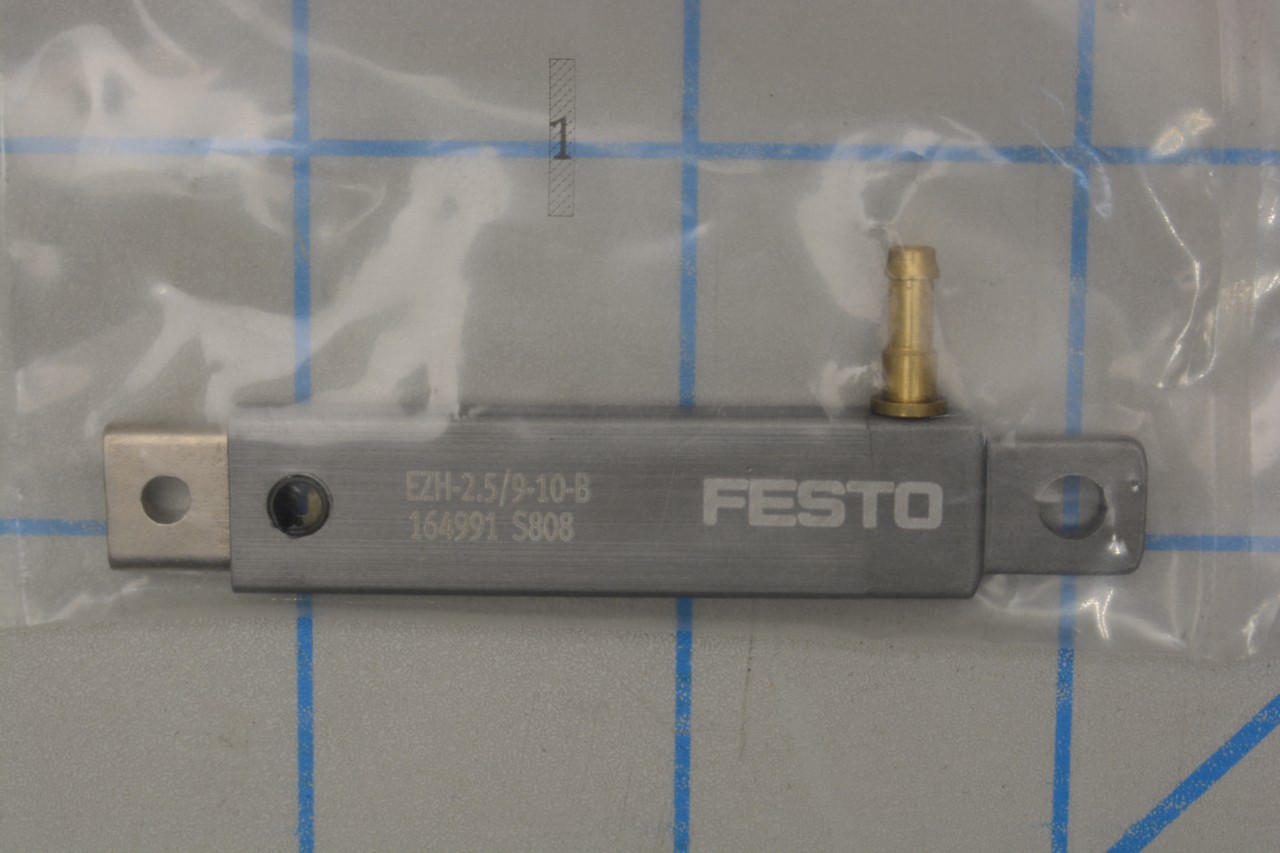 1
EZH-2.5/9-10-B
164991 S808
FESTO